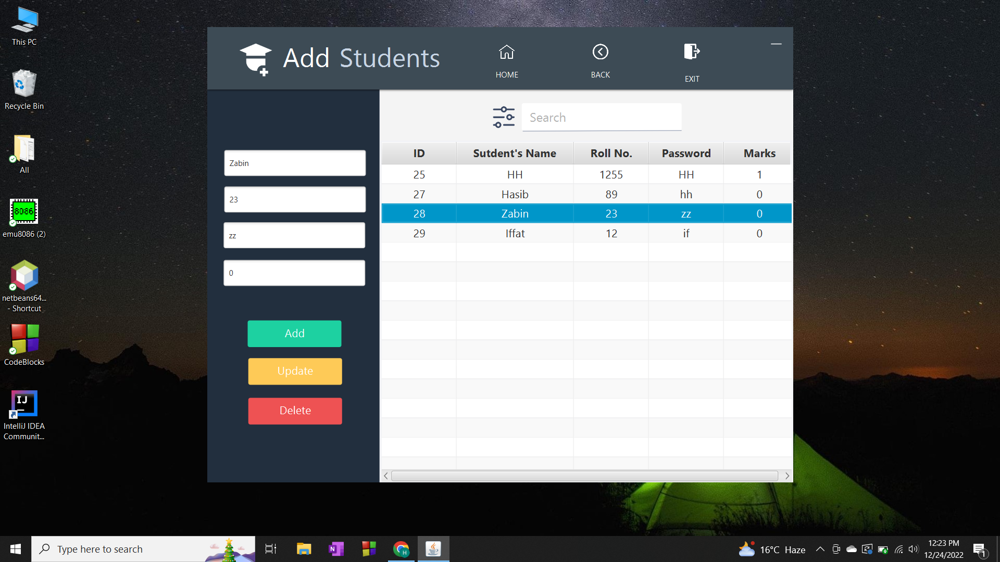 This PC
Recycle Bin
All
8086
emu8086 (2)
netbeans64...
- Shortcut
CodeBlocks
IJ
IntelliJ IDEA
Communit...
Add Students
HOME
BACK
EXIT
Zabin
23
zz
0
Add
Update
Delete
Search
ID Sutdent's Name Roll No. Password Marks
25 HH 1255 HH 1
27 Hasib 89 hh 0
28 Zabin 23 zz 0
29 Iffat 12 if 0
Type here to search
N
H
16°C Haze
12:23 PM
12/24/2022
1